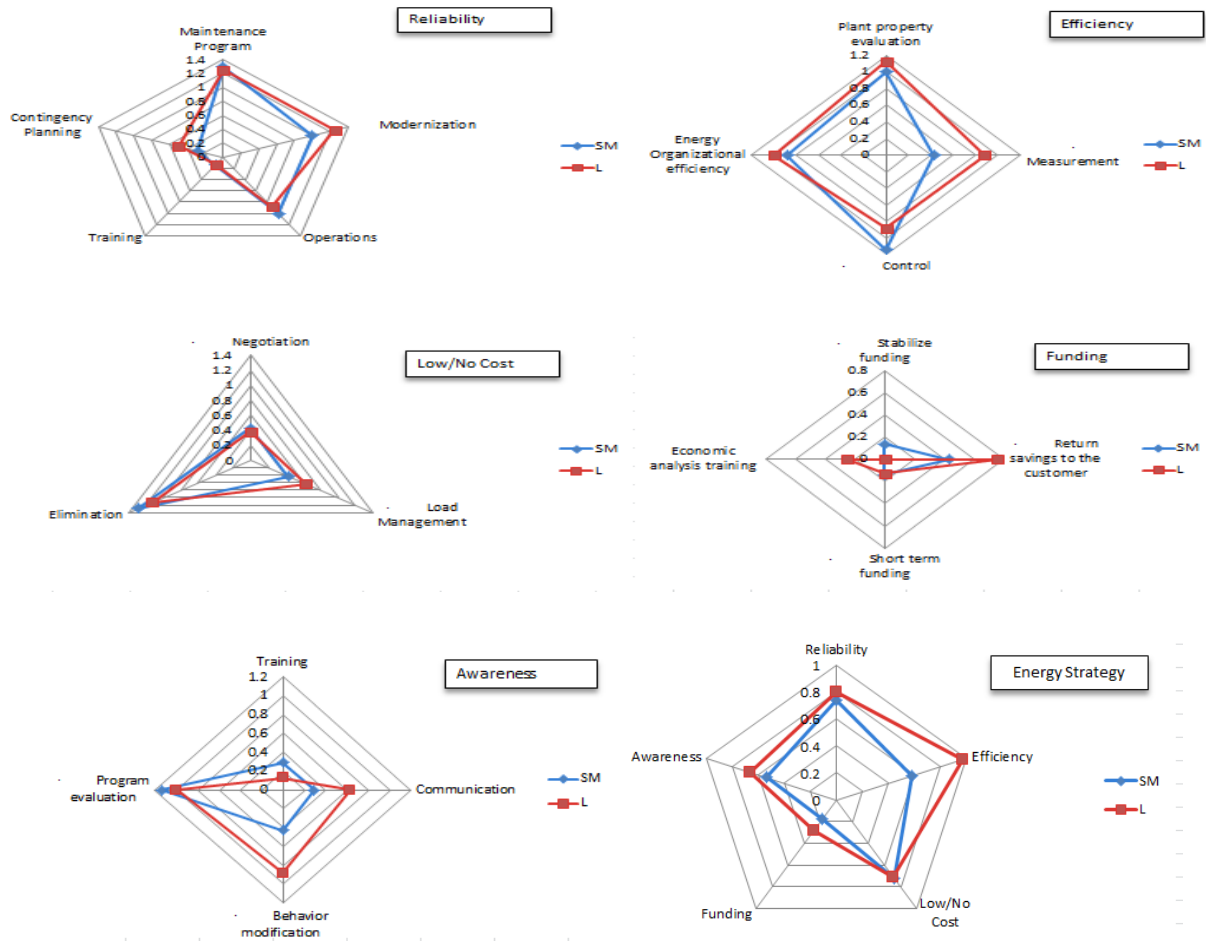 Reliability
Maintenance
Program
1.4
1.2
1
0.8
0.6
0.4
0.2
0
Contingency
Planning
Modernization
Training
Operations
SM
L
Efficiency
Plant property
evaluation
1.2
1
0.8
0.6
0.4
0.2
0
Energy
Organizational
efficiency
Measurement
Control
SM
L
Low/No Cost
Negotiation
1.4
1.2
1
0.8
0.6
0.4
0.2
0
Elimination
Load
Management
SM
L
Funding
Stabilize
funding
0.8
0.6
0.4
0.2
0
Economic
analysis training
Return
savings to the
customer
Short term
funding
SM
L
Awareness
Training
1.2
1
0.8
0.6
0.4
0.2
0
Program
evaluation
Communication
Behavior
modification
SM
L
Energy Strategy
Reliability
1
0.8
0.6
0.4
0.2
0
Awareness
Efficiency
Funding
Low/No
Cost
SM
L